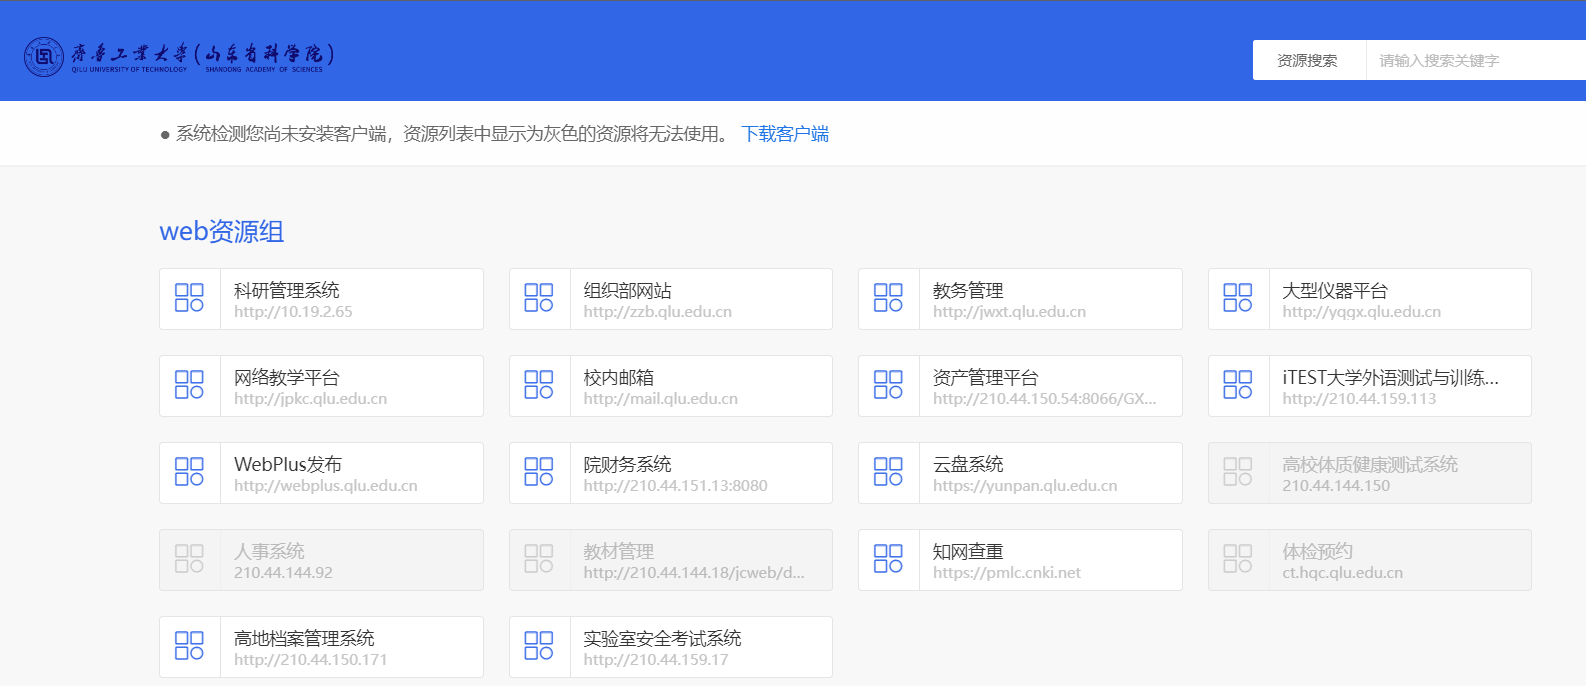 齐鲁工业大学(山东省科学院)
QILU UNIVERSITY OF TECHNOLOGY SHANDONG ACADEMY OF SCIENCES
资源搜索 请输入搜索关键字
● 系统检测您尚未安装客户端，资源列表中显示为灰色的资源将无法使用。 下载客户端
web资源组
科研管理系统
http://10.19.2.65
组织部网站
http://zzb.qlu.edu.cn
教务管理
http://jwxt.qlu.edu.cn
大型仪器平台
http://yqgx.qlu.edu.cn
网络教学平台
http://jpkc.qlu.edu.cn
校内邮箱
http://mail.qlu.edu.cn
资产管理平台
http://210.44.150.54:8066/GX...
iTEST大学外语测试与训练...
http://210.44.159.113
WebPlus发布
http://webplus.qlu.edu.cn
院财务系统
http://210.44.151.13:8080
云盘系统
https://yunpan.qlu.edu.cn
高校体质健康测试系统
210.44.144.150
人事系统
210.44.144.92
教材管理
http://210.44.144.18/jcweb/d...
知网查重
https://pmlc.cnki.net
体检预约
ct.hqc.qlu.edu.cn
高地档案管理系统
http://210.44.150.171
实验室安全考试系统
http://210.44.159.17